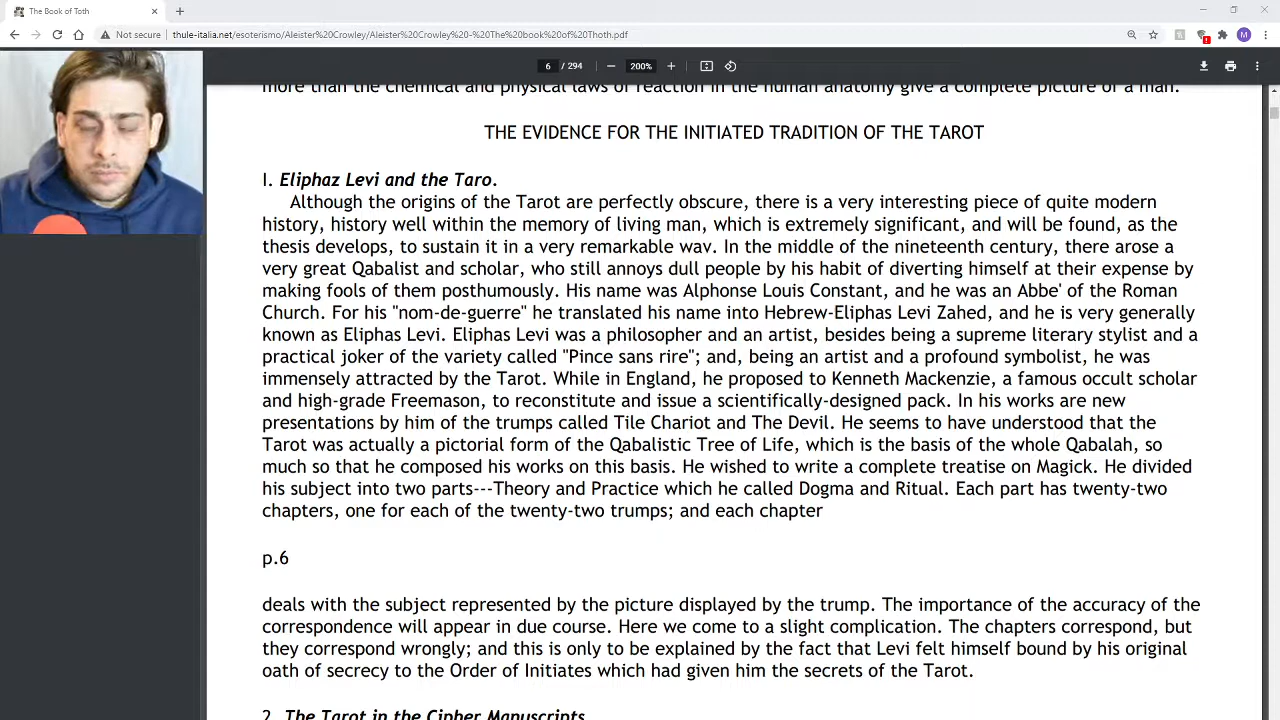 The Book of Toth
Not secure
thule-italia.net/esoterismo/Aleister%20Crowley/Aleister%20Crowley%20-%20The%20book%20of%20Thoth.pdf
M
6 / 294
200%
more than the chemical and physical laws of reaction in the human anatomy give a complete picture of a man.
THE EVIDENCE FOR THE INITIATED TRADITION OF THE TAROT
I. Eliphaz Levi and the Taro.
Although the origins of the Tarot are perfectly obscure, there is a very interesting piece of quite modern
history, history well within the memory of living man, which is extremely significant, and will be found, as the
thesis develops, to sustain it in a very remarkable wav. In the middle of the nineteenth century, there arose a
very great Qabalist and scholar, who still annoys dull people by his habit of diverting himself at their expense by
making fools of them posthumously. His name was Alphonse Louis Constant, and he was an Abbe' of the Roman
Church. For his "nom-de-guerre" he translated his name into Hebrew-Eliphas Levi Zahed, and he is very generally
known as Eliphas Levi. Eliphas Levi was a philosopher and an artist, besides being a supreme literary stylist and a
practical joker of the variety called "Pince sans rire"; and, being an artist and a profound symbolist, he was
immensely attracted by the Tarot. While in England, he proposed to Kenneth Mackenzie, a famous occult scholar
and high-grade Freemason, to reconstitute and issue a scientifically-designed pack. In his works are new
presentations by him of the trumps called Tile Chariot and The Devil. He seems to have understood that the
Tarot was actually a pictorial form of the Qabalistic Tree of Life, which is the basis of the whole Qabalah, so
much so that he composed his works on this basis. He wished to write a complete treatise on Magick. He divided
his subject into two parts---Theory and Practice which he called Dogma and Ritual. Each part has twenty-two
chapters, one for each of the twenty-two trumps; and each chapter
p.6
deals with the subject represented by the picture displayed by the trump. The importance of the accuracy of the
correspondence will appear in due course. Here we come to a slight complication. The chapters correspond, but
they correspond wrongly; and this is only to be explained by the fact that Levi felt himself bound by his original
oath of secrecy to the Order of Initiates which had given him the secrets of the Tarot.
2. The Tarot in the Cipher Manuscripts